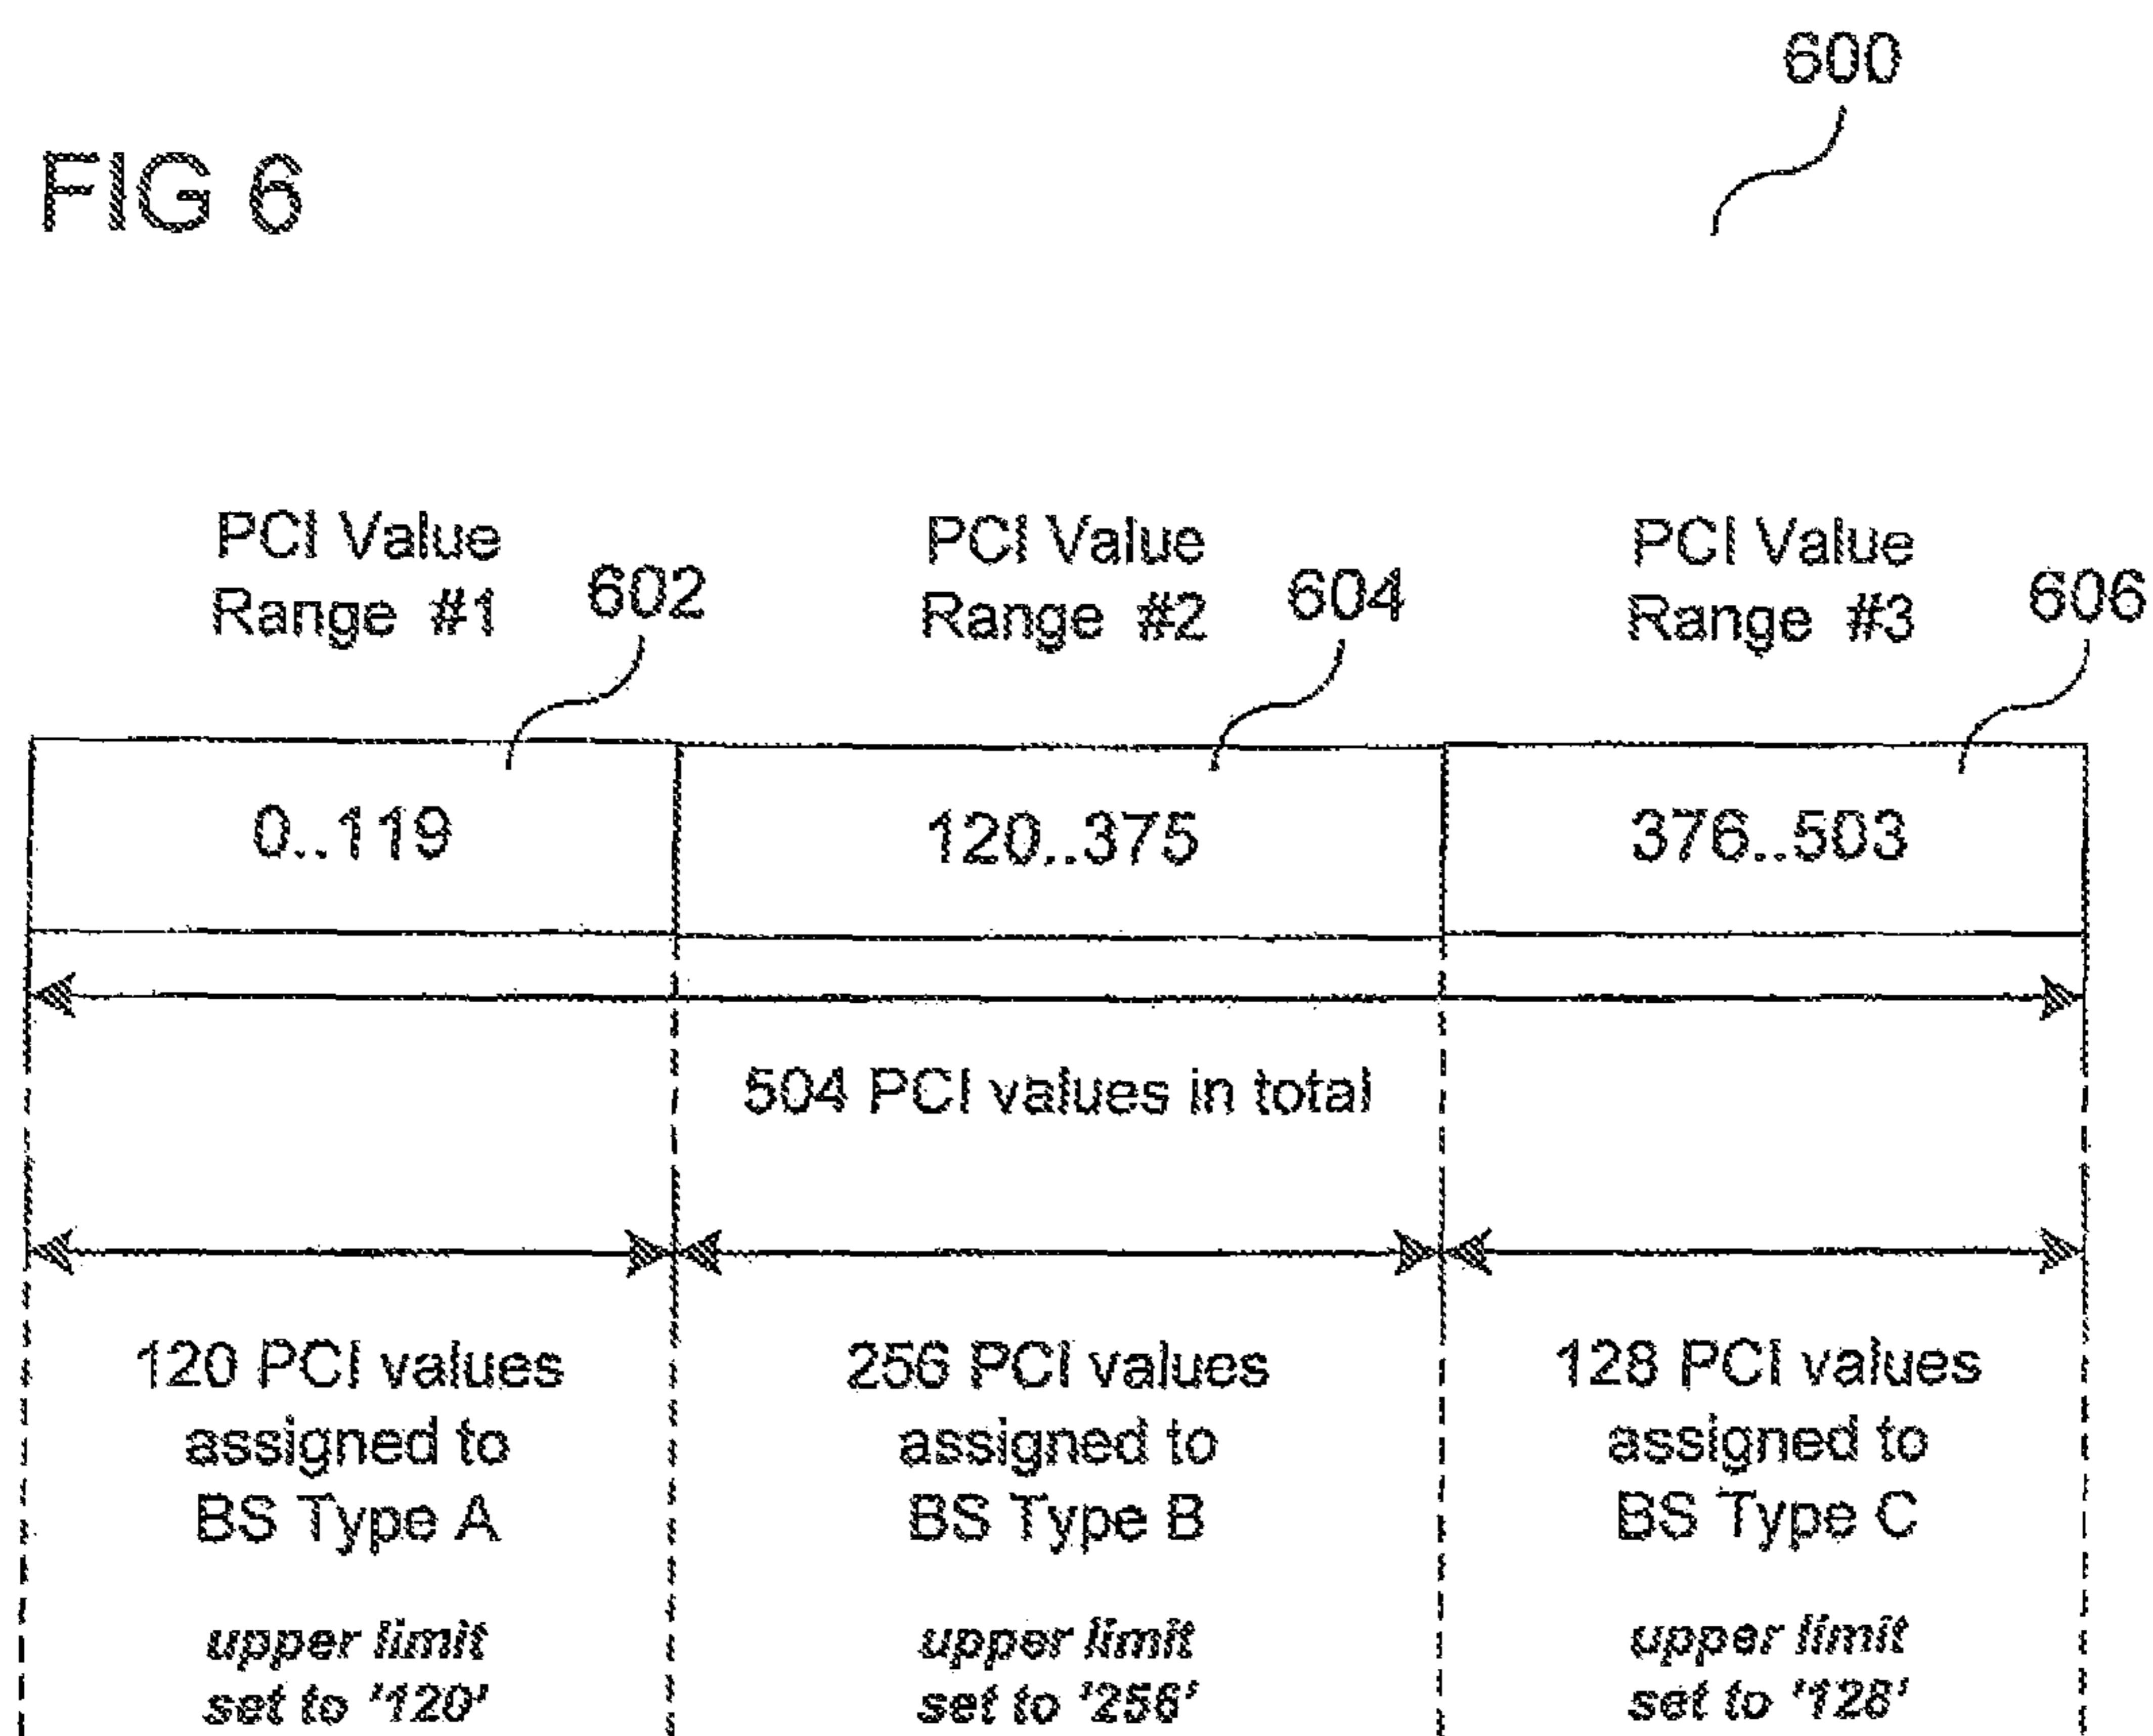 600
FIG 6
PCI Value
Range #1
602
PCI Value
Range #2
604
PCI Value
Range #3
606
0..119
120..375
376..503
504 PCI values in total
120 PCI values
assigned to
BS Type A
256 PCI values
assigned to
BS Type B
128 PCI values
assigned to
BS Type C
upper limit
set to '120'
upper limit
set to '256'
upper limit
set to '128'